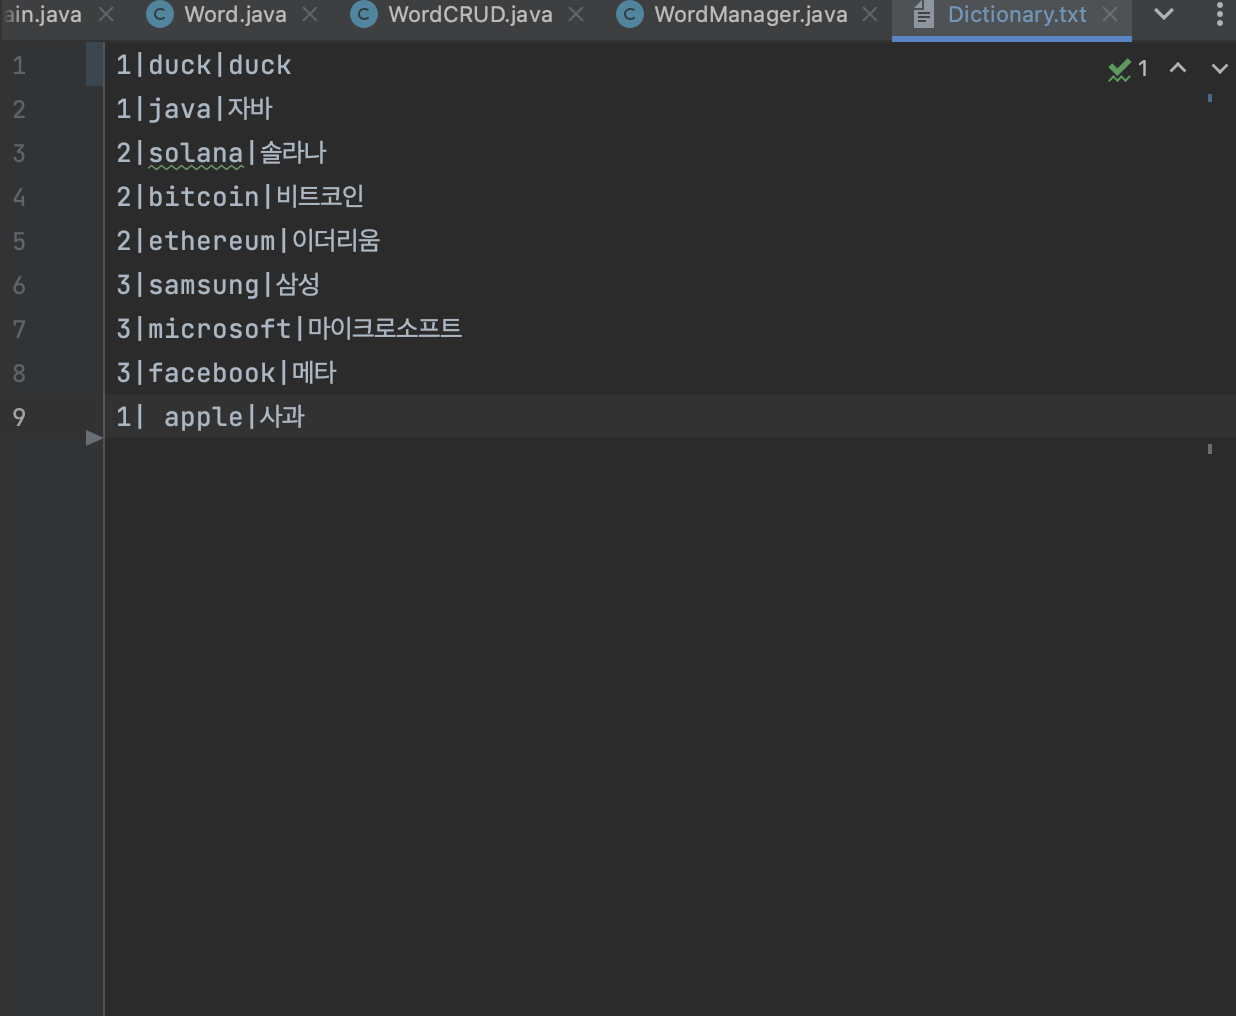 ain.java Word.java WordCRUD.java WordManager.java Dictionary.txt
1 1|duck|duck 1
2 1|java|자바
3 2|solana|솔라나
4 2|bitcoin|비트코인
5 2|ethereum|이더리움
6 3|samsung|삼성
7 3|microsoft|마이크로소프트
8 3|facebook|메타
9 1| apple|사과